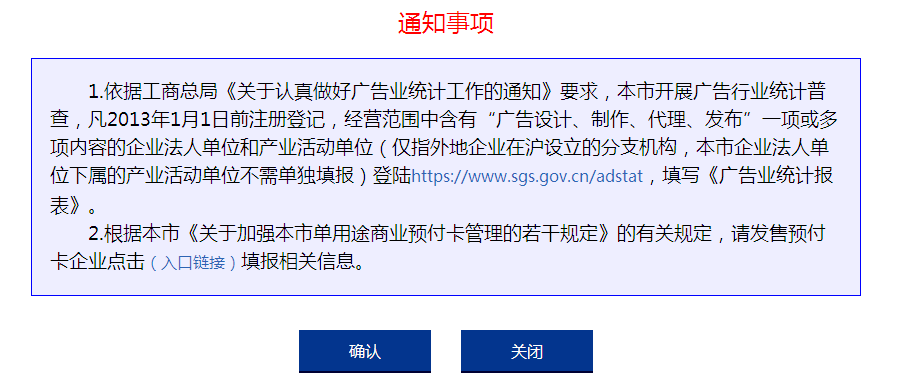 通知事项
1.依据工商总局《关于认真做好广告业统计工作的通知》要求，本市开展广告行业统计普
查，凡2013年1月1日前注册登记，经营范围中含有“广告设计、制作、代理、发布”一项或多
项内容的企业法人单位和产业活动单位（仅指外地企业在沪设立的分支机构，本市企业法人单
位下属的产业活动单位不需单独填报）登陆https://www.sgs.gov.cn/adstat，填写《广告业统计报
表》。
2.根据本市《关于加强本市单用途商业预付卡管理的若干规定》的有关规定，请发售预付
卡企业点击（入口链接）填报相关信息。
确认 关闭